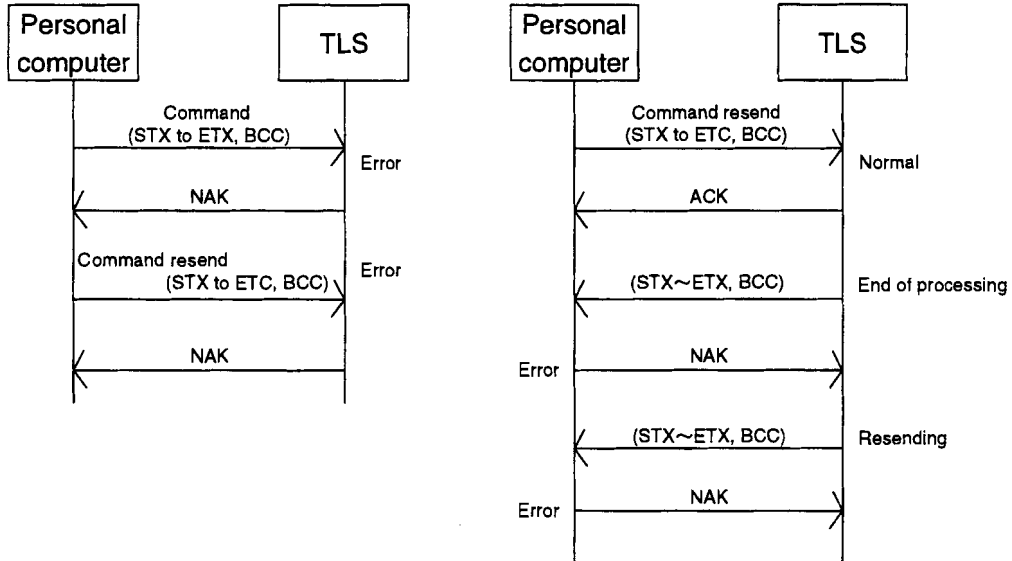 Personal
computer
TLS
Command
(STX to ETX, BCC)
Error
NAK
Command resend
(STX to ETC, BCC)
Error
NAK
Personal
computer
TLS
Command resend
(STX to ETC, BCC)
Normal
ACK
(STX～ETX, BCC)
End of processing
Error
NAK
(STX～ETX, BCC)
Resending
Error
NAK